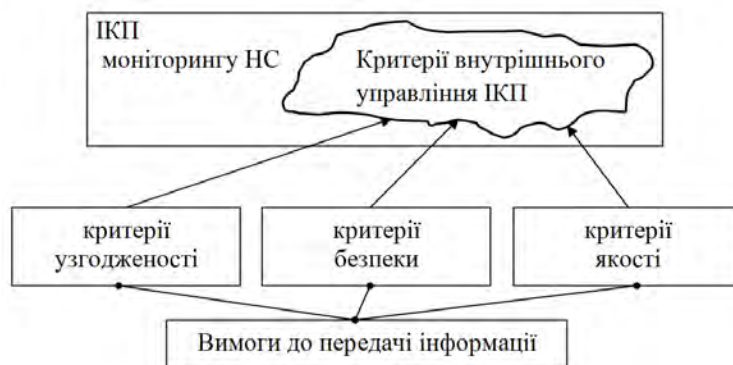 ІКП
моніторингу НС
Критерії внутрішнього
управління ІКП
критерії
узгодженості
критерії
безпеки
критерії
якості
Вимоги до передачі інформації